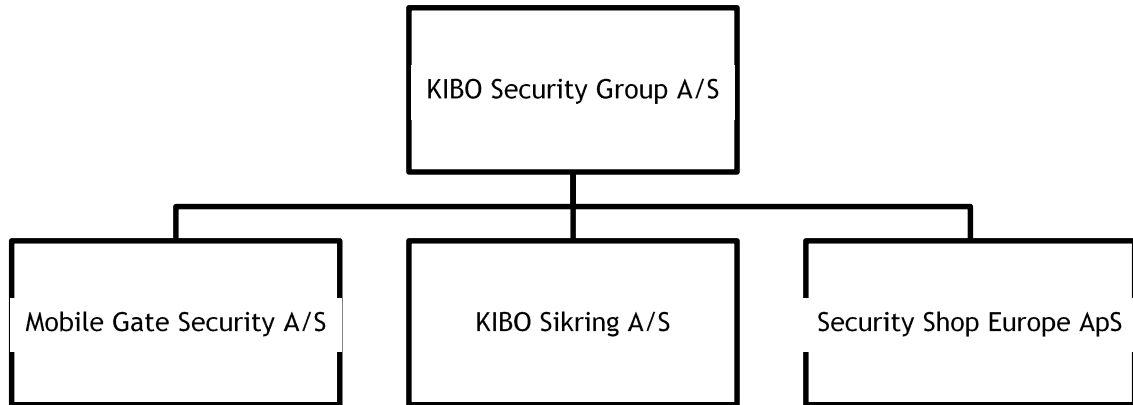 KIBO Security Group A/S
Mobile Gate Security A/S
KIBO Sikring A/S
Security Shop Europe ApS